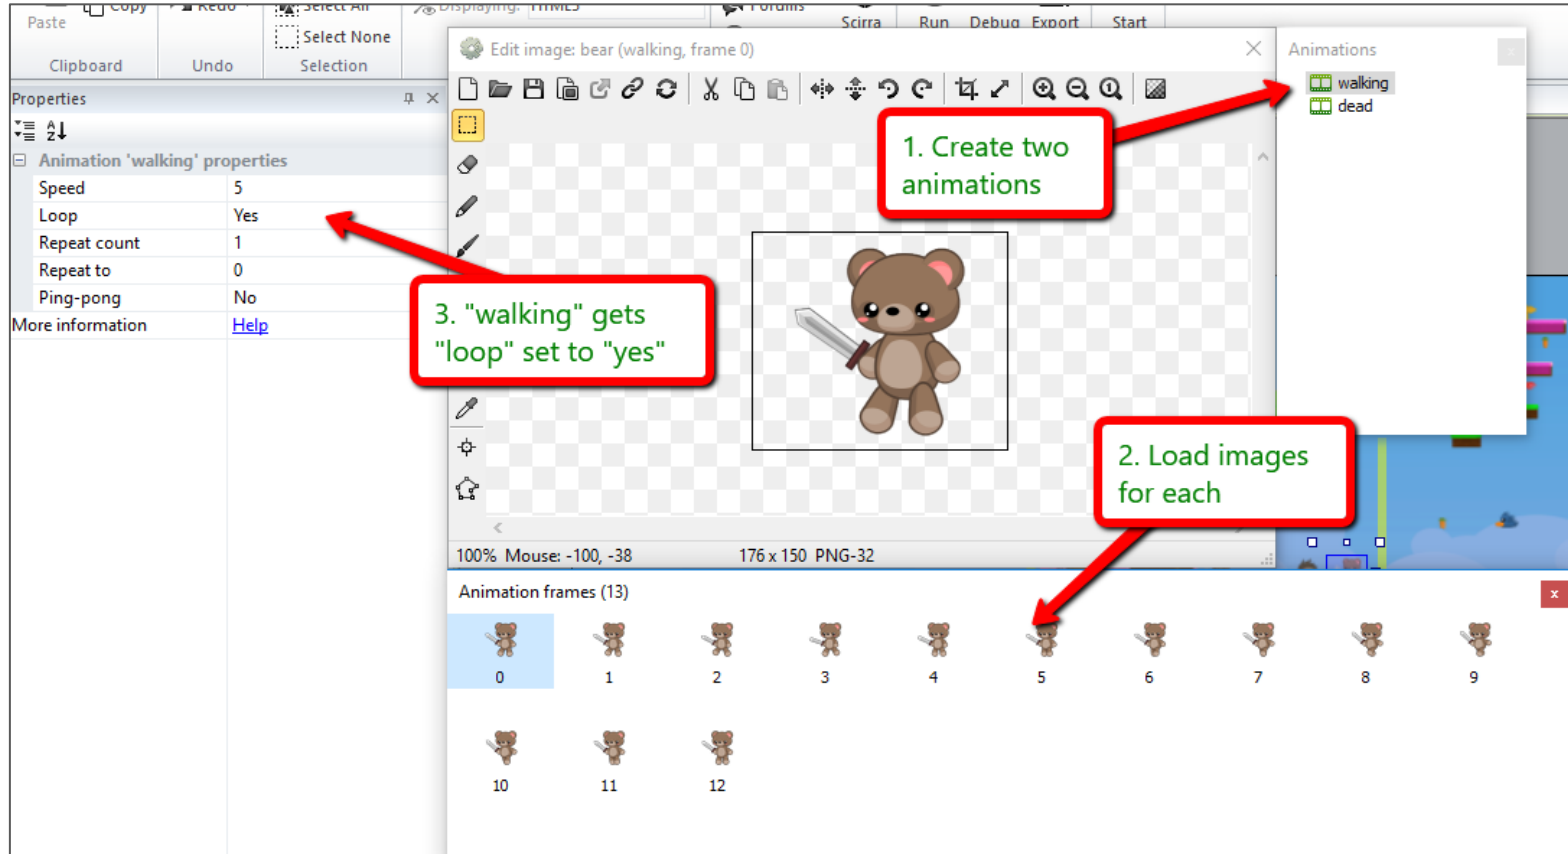 Paste
Copy
Redo
Select All
Displaying: HTML5
Forums
Scirra
Run
Debug
Export
Start
Select None
Clipboard
Undo
Selection
Properties
Animation 'walking' properties
Speed 5
Loop Yes
Repeat count 1
Repeat to 0
Ping-pong No
More information Help
Edit image: bear (walking, frame 0)
1. Create two
animations
3. "walking" gets
"loop" set to "yes"
2. Load images
for each
100% Mouse: -100, -38 176 x 150 PNG-32
Animations
walking
dead
Animation frames (13)
0 1 2 3 4 5 6 7 8 9
10 11 12